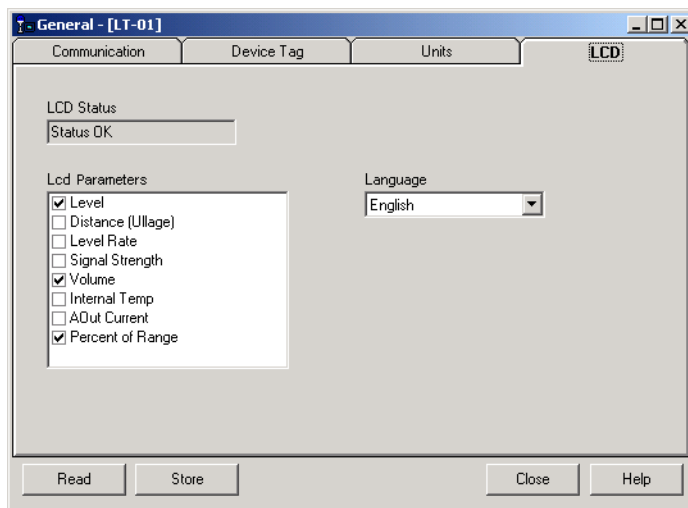 General - [LT-01]
Communication Device Tag Units LCD
LCD Status
Status OK
Lcd Parameters
Level
Distance (Ullage)
Level Rate
Signal Strength
Volume
Internal Temp
AOut Current
Percent of Range
Language
English
Read Store Close Help